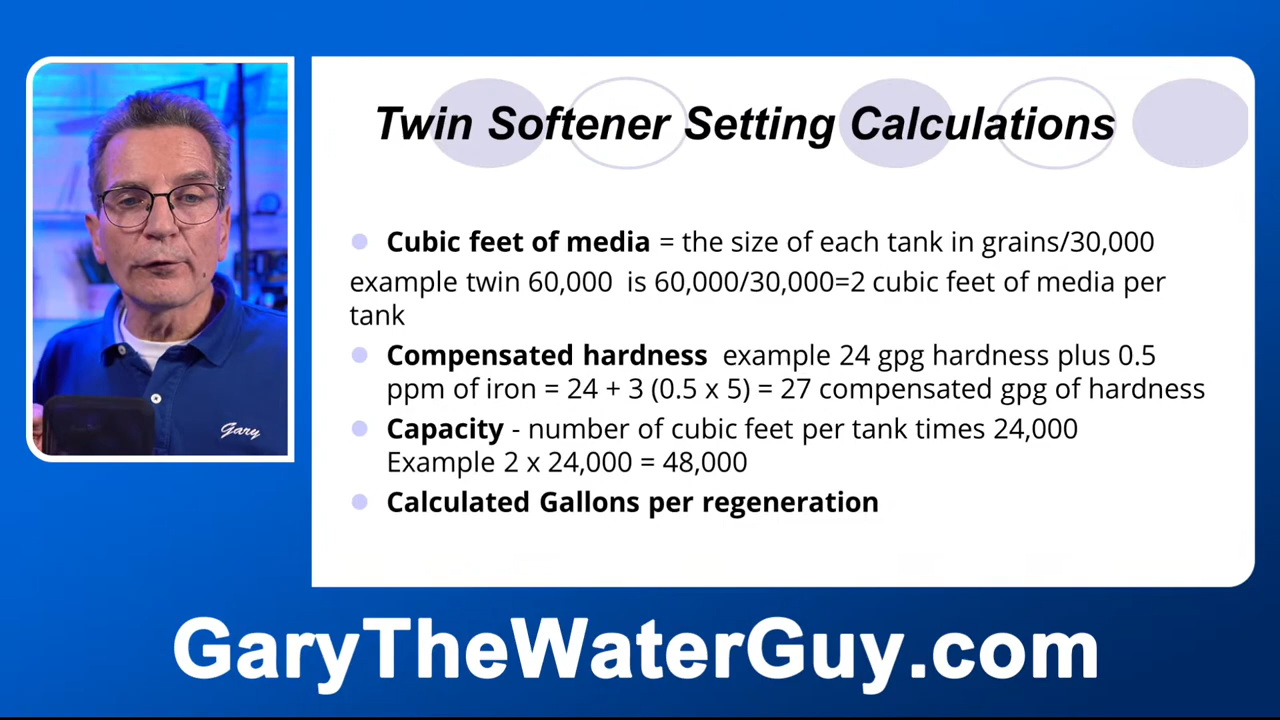 Twin Softener Setting Calculations
Cubic feet of media = the size of each tank in grains/30,000
example twin 60,000 is 60,000/30,000=2 cubic feet of media per
tank
Compensated hardness example 24 gpg hardness plus 0.5
ppm of iron = 24 + 3 (0.5 x 5) = 27 compensated gpg of hardness
Capacity - number of cubic feet per tank times 24,000
Example 2 x 24,000 = 48,000
Calculated Gallons per regeneration
Gary
GaryTheWaterGuy.com